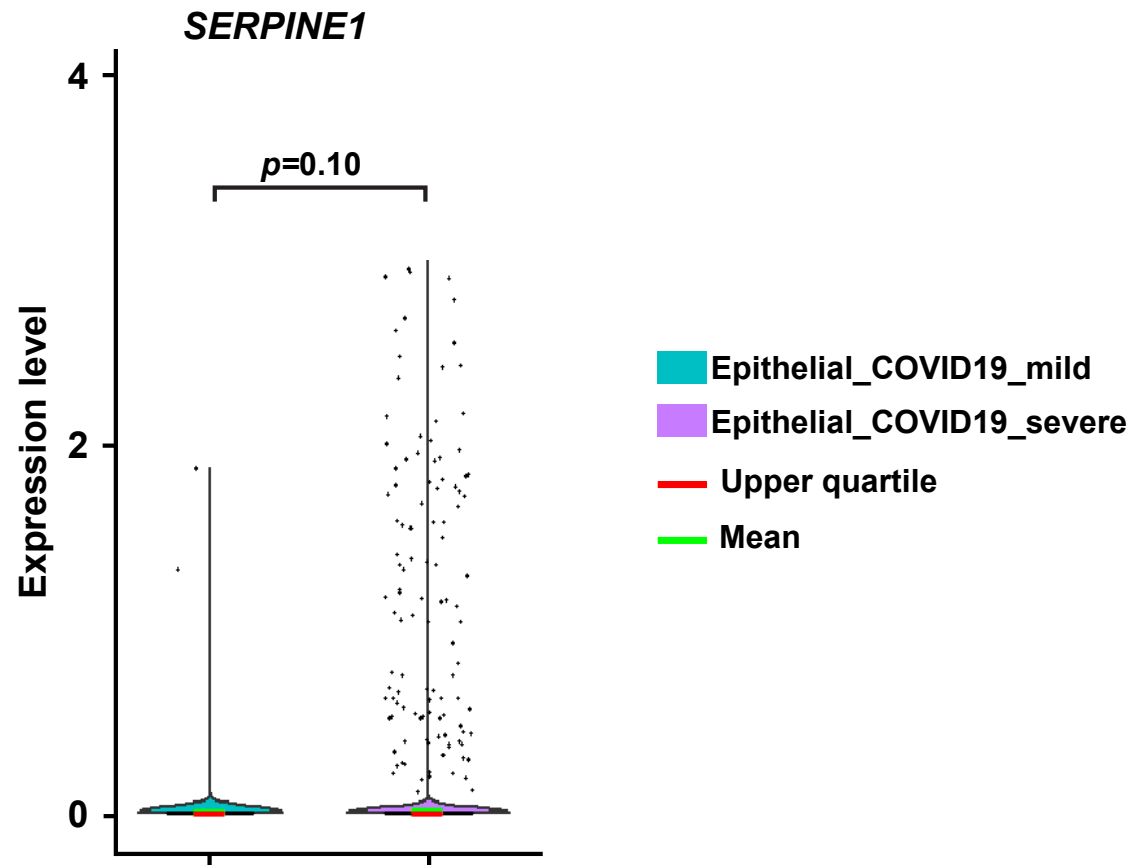 SERPINE1
4
p=0.10
Expression level
2
0
Epithelial_COVID19_mild
Epithelial_COVID19_severe
Upper quartile
Mean